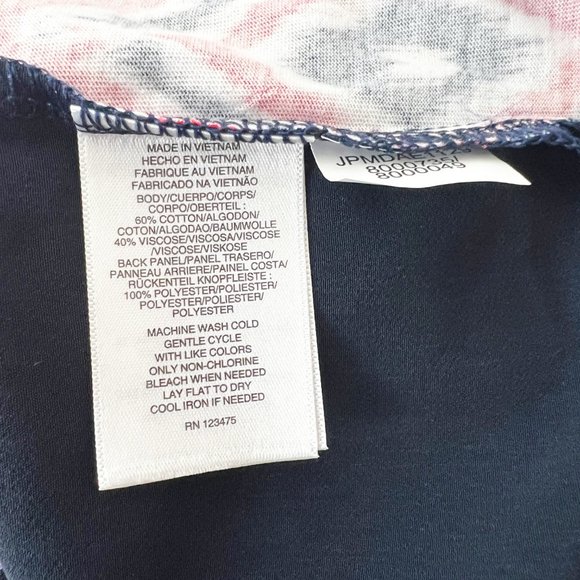 MADE IN VIETNAM
HECHO EN VIETNAM
FABRIQUE AU VIETNAM
FABRICADO NA VIETNÃO
BODY/CUERPO/CORPS/
CORPO/OBERTEIL :
60% COTTON/ALGODON/
COTON/ALGODAO/BAUMWOLLE
40% VISCOSE/VISCOSA/VISCOSE
/VISCOSE/VISKOSE
BACK PANEL/PANEL TRASERO/
PANNEAU ARRIERE/PAINEL COSTA/
RÜCKENTEIL KNOPFLEISTE :
100% POLYESTER/POLIESTER/
POLYESTER/POLIESTER/
POLYESTER
MACHINE WASH COLD
GENTLE CYCLE
WITH LIKE COLORS
ONLY NON-CHLORINE
BLEACH WHEN NEEDED
LAY FLAT TO DRY
COOL IRON IF NEEDED
RN 123475
8000049